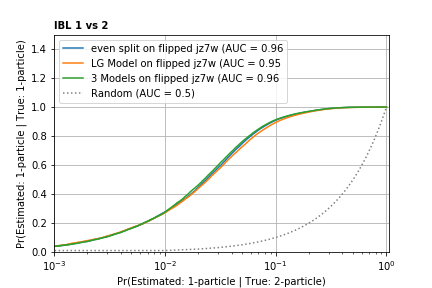 IBL 1 vs 2
Pr(Estimated: 1-particle | True: 1-particle)
1.4
1.2
1.0
0.8
0.6
0.4
0.2
0.0
even split on flipped jz7w (AUC = 0.96
LG Model on flipped jz7w (AUC = 0.95
3 Models on flipped jz7w (AUC = 0.96
Random (AUC = 0.5)
10⁻³ 10⁻² 10⁻¹ 10⁰
Pr(Estimated: 1-particle | True: 2-particle)